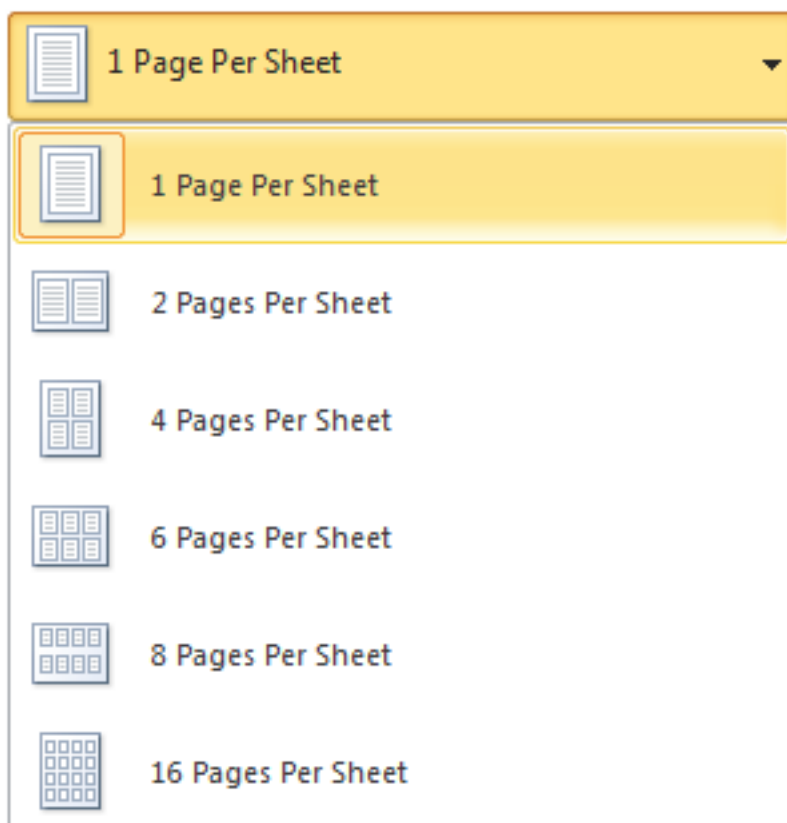 1 Page Per Sheet
1 Page Per Sheet
2 Pages Per Sheet
4 Pages Per Sheet
6 Pages Per Sheet
8 Pages Per Sheet
16 Pages Per Sheet